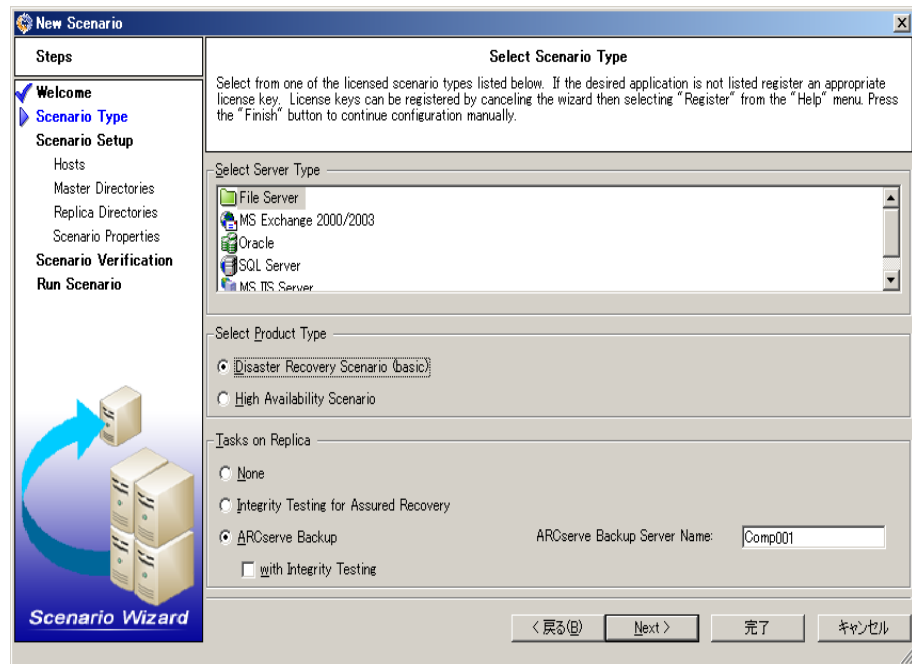 New Scenario
Steps
Select Scenario Type
Select from one of the licensed scenario types listed below. If the desired application is not listed register an appropriate
license key. License keys can be registered by canceling the wizard then selecting "Register" from the "Help" menu. Press
the "Finish" button to continue configuration manually.
Welcome
Scenario Type
Scenario Setup
Hosts
Master Directories
Replica Directories
Scenario Properties
Scenario Verification
Run Scenario
Scenario Wizard
Select Server Type
File Server
MS Exchange 2000/2003
Oracle
SQL Server
MS IIS Server
Select Product Type
Disaster Recovery Scenario (basic)
High Availability Scenario
Tasks on Replica
None
Integrity Testing for Assured Recovery
ARCserve Backup
ARCserve Backup Server Name:
Comp001
with Integrity Testing
< 戻る(B)
Next >
完了
キャンセル